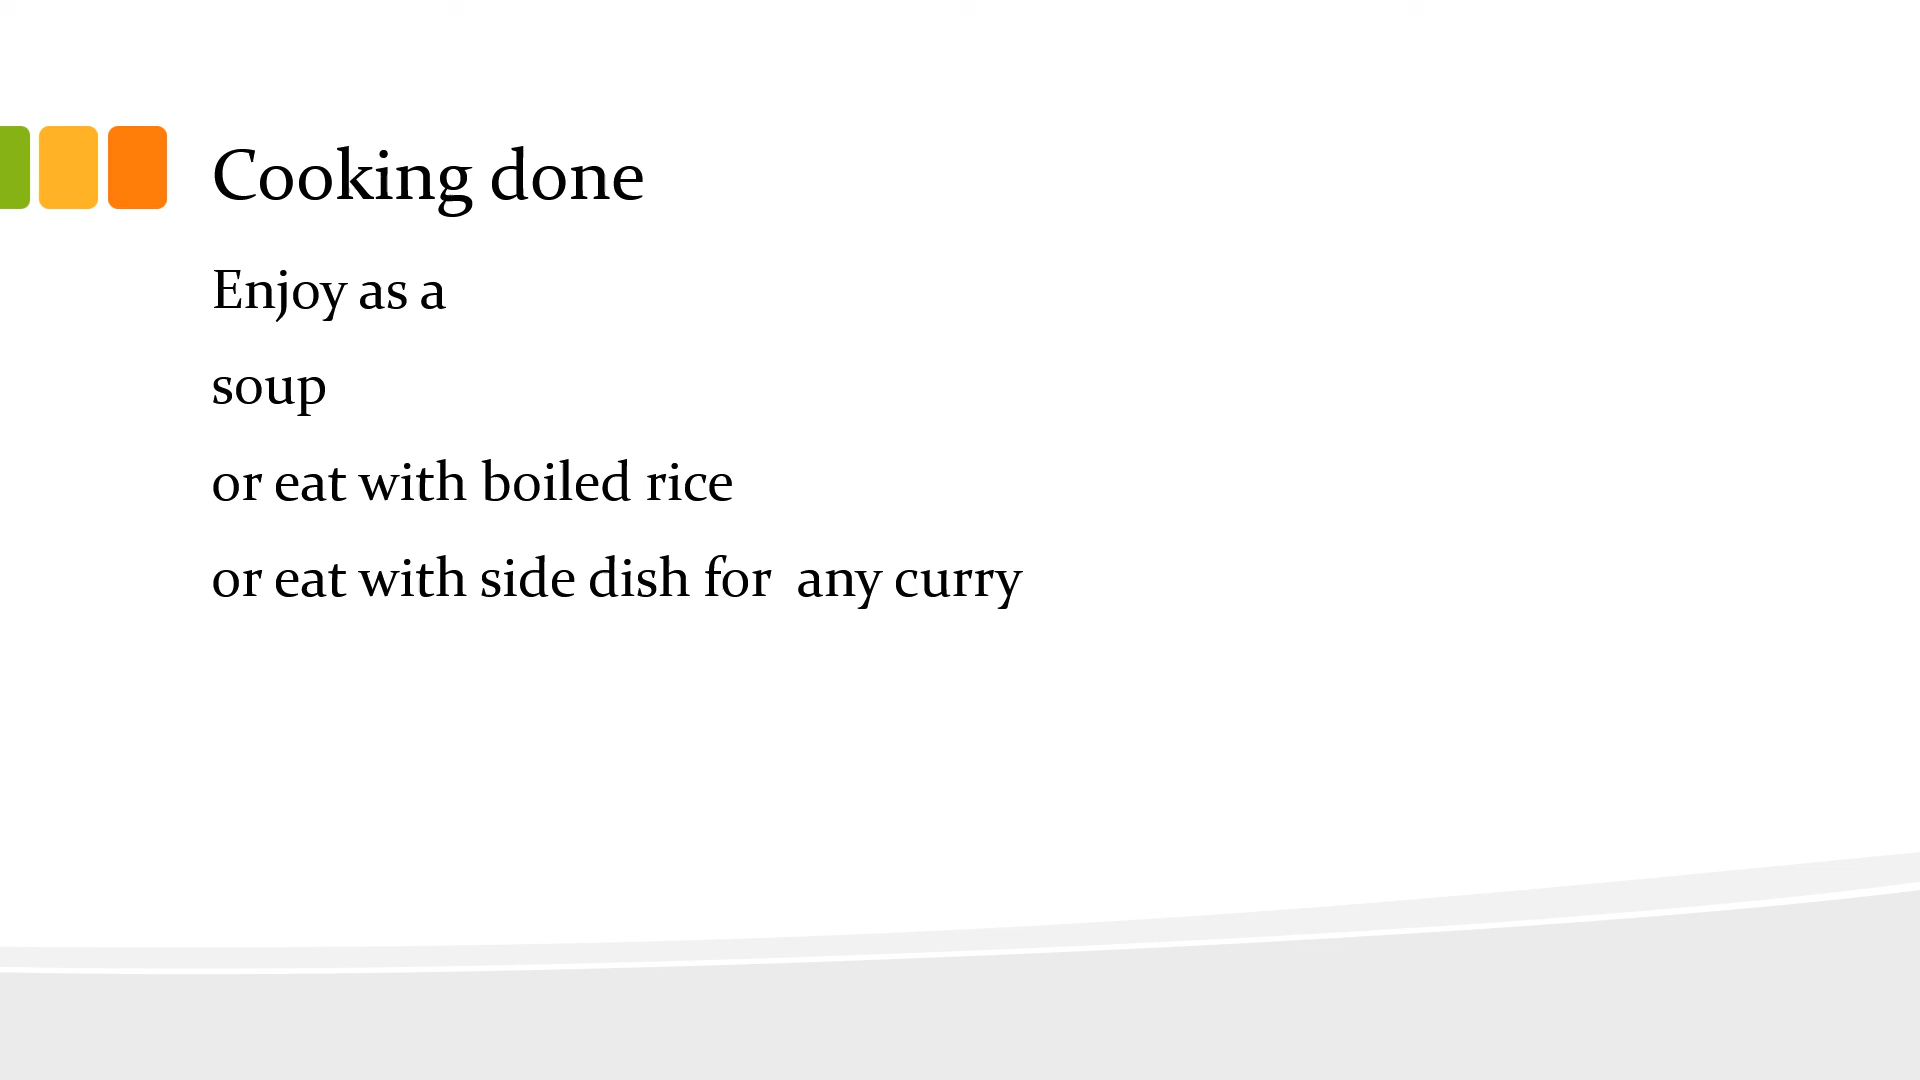 Cooking done
Enjoy as a
soup
or eat with boiled rice
or eat with side dish for  any curry